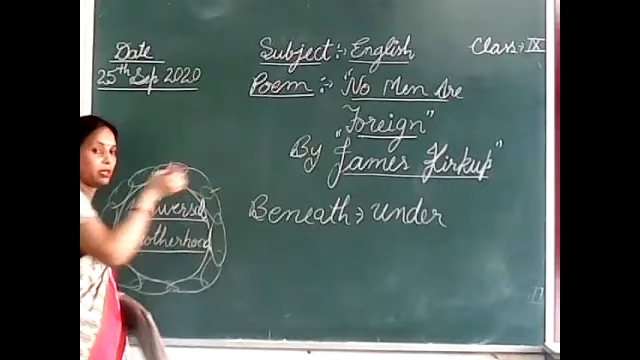 Date
25th Sep 2020
Subject:- English
Class:- IX
Poem:- "No Men Are
Foreign"
By "James Kirkup"
Beneath → under
Universal
Brotherhood